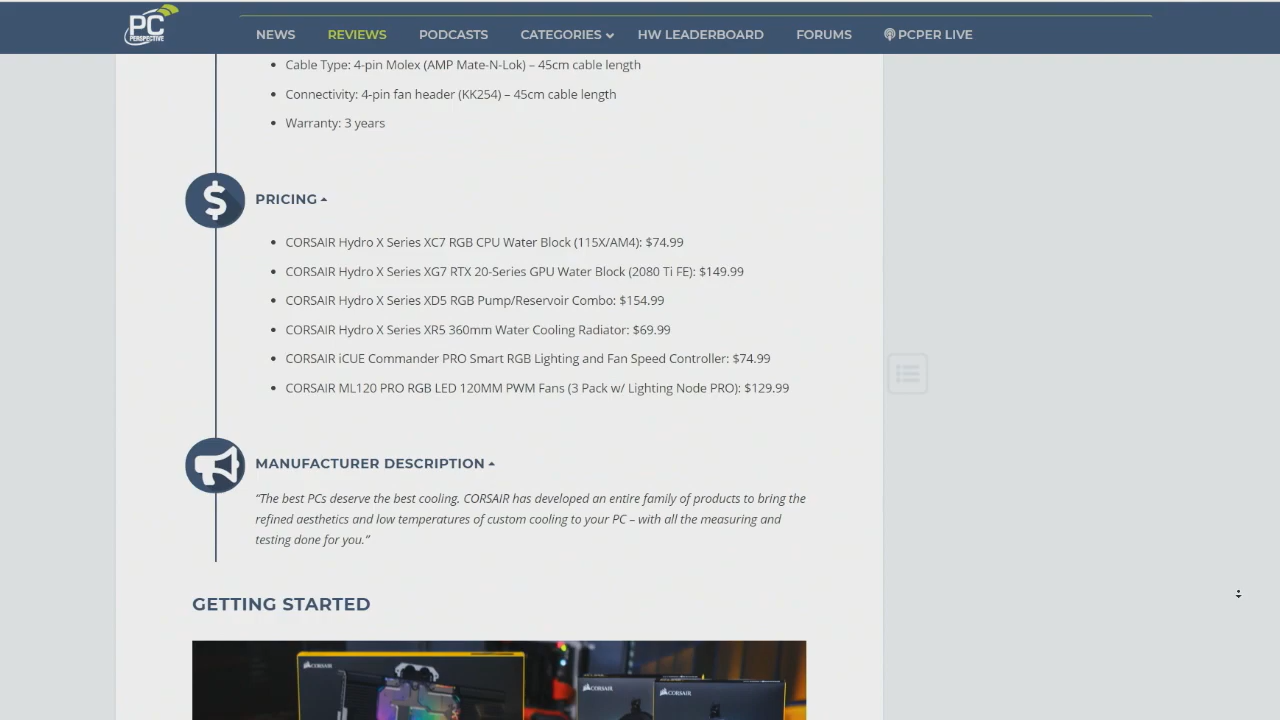 PC
PERSPECTIVE
NEWS REVIEWS PODCASTS CATEGORIES HW LEADERBOARD FORUMS PCPER LIVE
Cable Type: 4-pin Molex (AMP Mate-N-Lok) – 45cm cable length
Connectivity: 4-pin fan header (KK254) – 45cm cable length
Warranty: 3 years
$
PRICING
CORSAIR Hydro X Series XC7 RGB CPU Water Block (115X/AM4): $74.99
CORSAIR Hydro X Series XG7 RTX 20-Series GPU Water Block (2080 Ti FE): $149.99
CORSAIR Hydro X Series XD5 RGB Pump/Reservoir Combo: $154.99
CORSAIR Hydro X Series XR5 360mm Water Cooling Radiator: $69.99
CORSAIR iCUE Commander PRO Smart RGB Lighting and Fan Speed Controller: $74.99
CORSAIR ML120 PRO RGB LED 120MM PWM Fans (3 Pack w/ Lighting Node PRO): $129.99
MANUFACTURER DESCRIPTION
“The best PCs deserve the best cooling. CORSAIR has developed an entire family of products to bring the
refined aesthetics and low temperatures of custom cooling to your PC – with all the measuring and
testing done for you.”
GETTING STARTED
CORSAIR
CORSAIR
CORSAIR